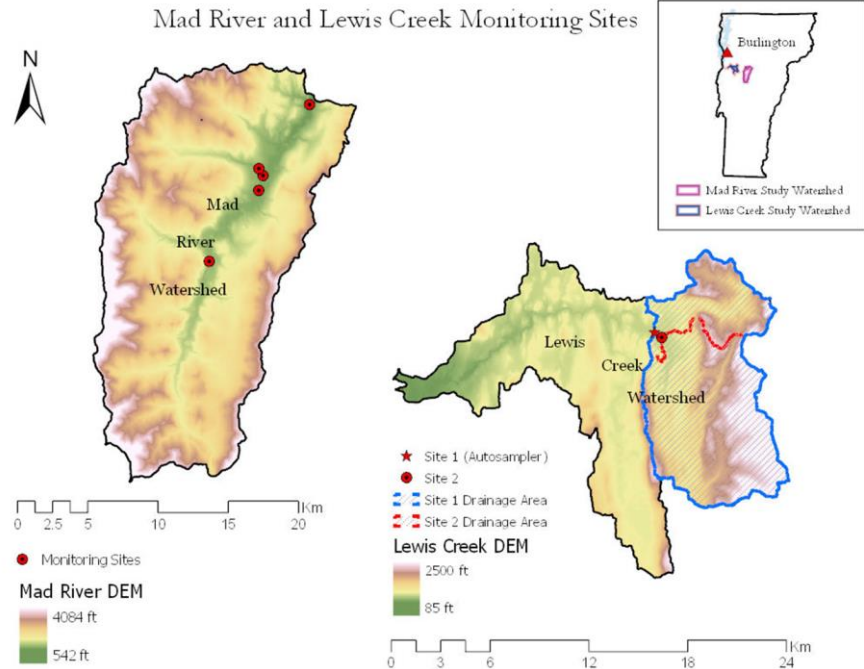 Mad River and Lewis Creek Monitoring Sites
N
Burlington
Mad River Study Watershed
Lewis Creek Study Watershed
Mad
River
Watershed
Lewis
Creek
Watershed
Site 1 (Autosampler)
Site 2
Site 1 Drainage Area
Site 2 Drainage Area
Lewis Creek DEM
2500 ft
85 ft
0 3 6 12 18 24 Km
0 2.5 5 10 15 20 Km
Monitoring Sites
Mad River DEM
4084 ft
542 ft